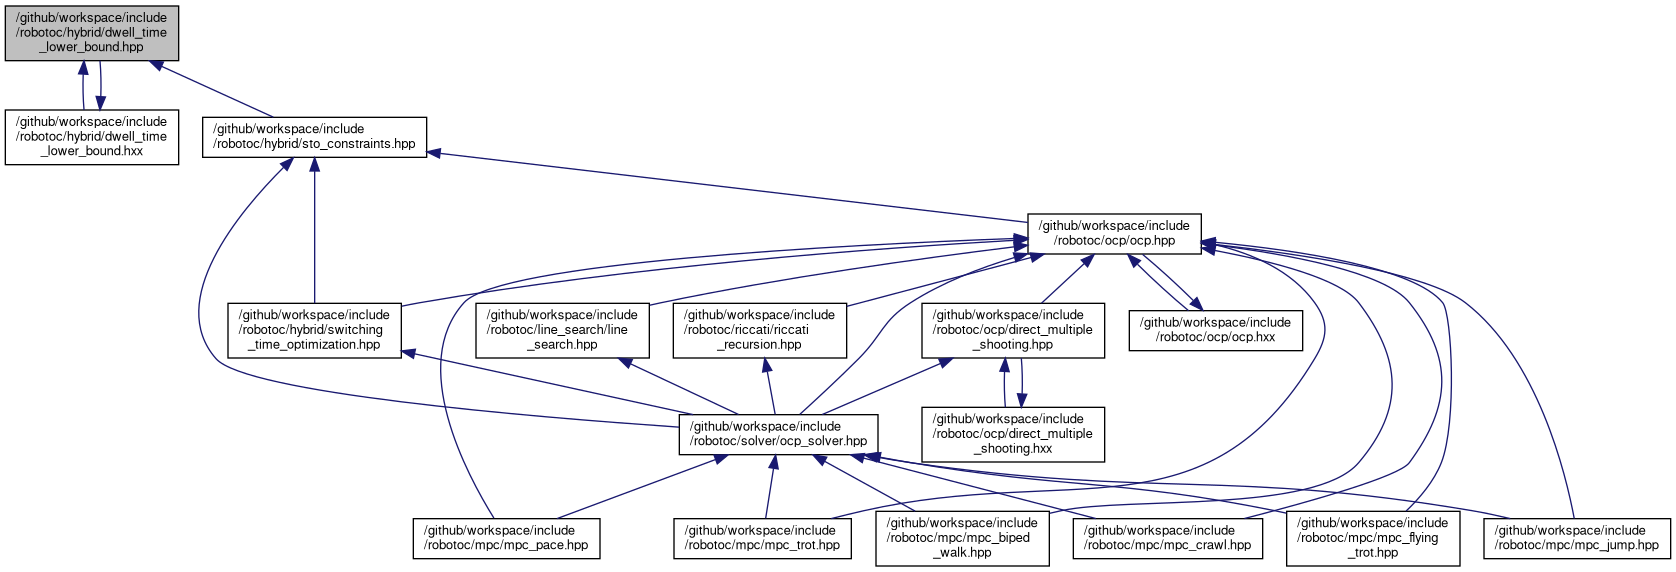 /github/workspace/include
/robotoc/hybrid/dwell_time
_lower_bound.hpp
/github/workspace/include
/robotoc/hybrid/dwell_time
_lower_bound.hxx
/github/workspace/include
/robotoc/hybrid/sto_constraints.hpp
/github/workspace/include
/robotoc/ocp/ocp.hpp
/github/workspace/include
/robotoc/hybrid/switching
_time_optimization.hpp
/github/workspace/include
/robotoc/line_search/line
_search.hpp
/github/workspace/include
/robotoc/riccati/riccati
_recursion.hpp
/github/workspace/include
/robotoc/ocp/direct_multiple
_shooting.hpp
/github/workspace/include
/robotoc/ocp/ocp.hxx
/github/workspace/include
/robotoc/solver/ocp_solver.hpp
/github/workspace/include
/robotoc/ocp/direct_multiple
_shooting.hxx
/github/workspace/include
/robotoc/mpc/mpc_pace.hpp
/github/workspace/include
/robotoc/mpc/mpc_trot.hpp
/github/workspace/include
/robotoc/mpc/mpc_biped
_walk.hpp
/github/workspace/include
/robotoc/mpc/mpc_crawl.hpp
/github/workspace/include
/robotoc/mpc/mpc_flying
_trot.hpp
/github/workspace/include
/robotoc/mpc/mpc_jump.hpp